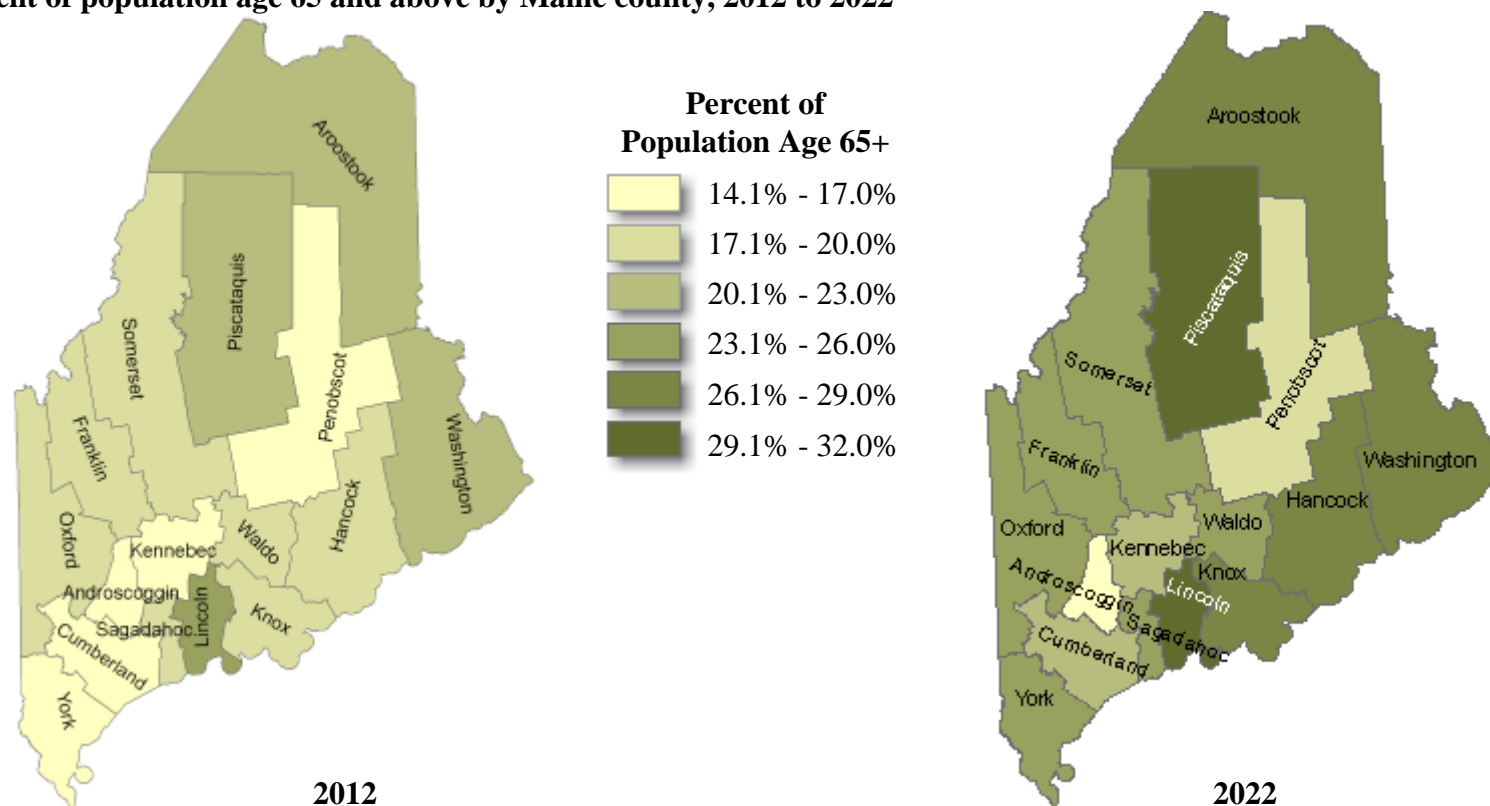 ent of population age 65 and above by Maine county, 2012 to 2022
Percent of
Population Age 65+
14.1% - 17.0%
17.1% - 20.0%
20.1% - 23.0%
23.1% - 26.0%
26.1% - 29.0%
29.1% - 32.0%
Aroostook
Piscataquis
Somerset
Penobscot
Franklin
Washington
Hancock
Oxford
Waldo
Kennebec
Androscoggin
Lincoln
Knox
Sagadahoc
Cumberland
York
2012
Aroostook
Piscataquis
Somerset
Penobscot
Franklin
Washington
Hancock
Oxford
Waldo
Kennebec
Androscoggin
Knox
Lincoln
Sagadahoc
Cumberland
York
2022